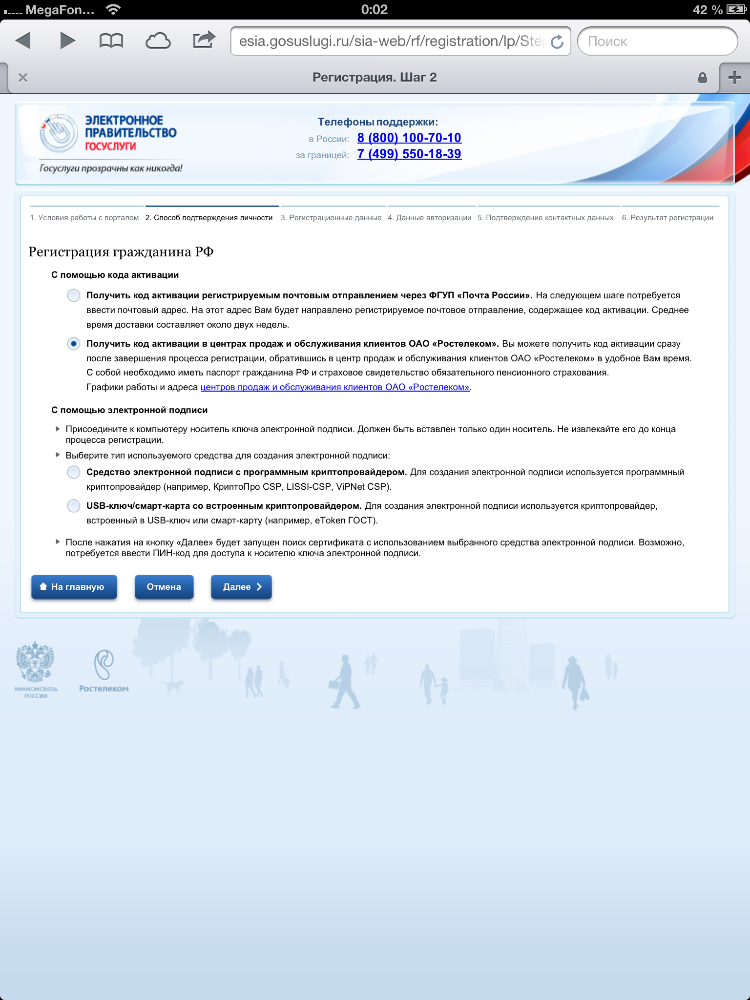 MegaFon...
0:02
42 %
esia.gosuslugi.ru/sia-web/rf/registration/lp/Step
Поиск
Регистрация. Шаг 2
ЭЛЕКТРОННОЕ
ПРАВИТЕЛЬСТВО
ГОСУСЛУГИ
Госуслуги прозрачны как никогда!
Телефоны поддержки:
в России: 8 (800) 100-70-10
за границей: 7 (499) 550-18-39
1. Условия работы с порталом 2. Способ подтверждения личности 3. Регистрационные данные 4. Данные авторизации 5. Подтверждение контактных данных 6. Результат регистрации
Регистрация гражданина РФ
С помощью кода активации
Получить код активации регистрируемым почтовым отправлением через ФГУП «Почта России». На следующем шаге потребуется
ввести почтовый адрес. На этот адрес Вам будет направлено регистрируемое почтовое отправление, содержащее код активации. Среднее
время доставки составляет около двух недель.
Получить код активации в центрах продаж и обслуживания клиентов ОАО «Ростелеком». Вы можете получить код активации сразу
после завершения процесса регистрации, обратившись в центр продаж и обслуживания клиентов ОАО «Ростелеком» в удобное Вам время.
С собой необходимо иметь паспорт гражданина РФ и страховое свидетельство обязательного пенсионного страхования.
Графики работы и адреса центров продаж и обслуживания клиентов ОАО «Ростелеком».
С помощью электронной подписи
Присоедините к компьютеру носитель ключа электронной подписи. Должен быть вставлен только один носитель. Не извлекайте его до конца
процесса регистрации.
Выберите тип используемого средства для создания электронной подписи:
Средство электронной подписи с программным криптопровайдером. Для создания электронной подписи используется программный
криптопровайдер (например, КриптоПро CSP, LISSI-CSP, ViPNet CSP).
USB-ключ/смарт-карта со встроенным криптопровайдером. Для создания электронной подписи используется криптопровайдер,
встроенный в USB-ключ или смарт-карту (например, eToken ГОСТ).
После нажатия на кнопку «Далее» будет запущен поиск сертификата с использованием выбранного средства электронной подписи. Возможно,
потребуется ввести ПИН-код для доступа к носителю ключа электронной подписи.
На главную
Отмена
Далее
МИНКОМСВЯЗЬ
РОССИИ
Ростелеком